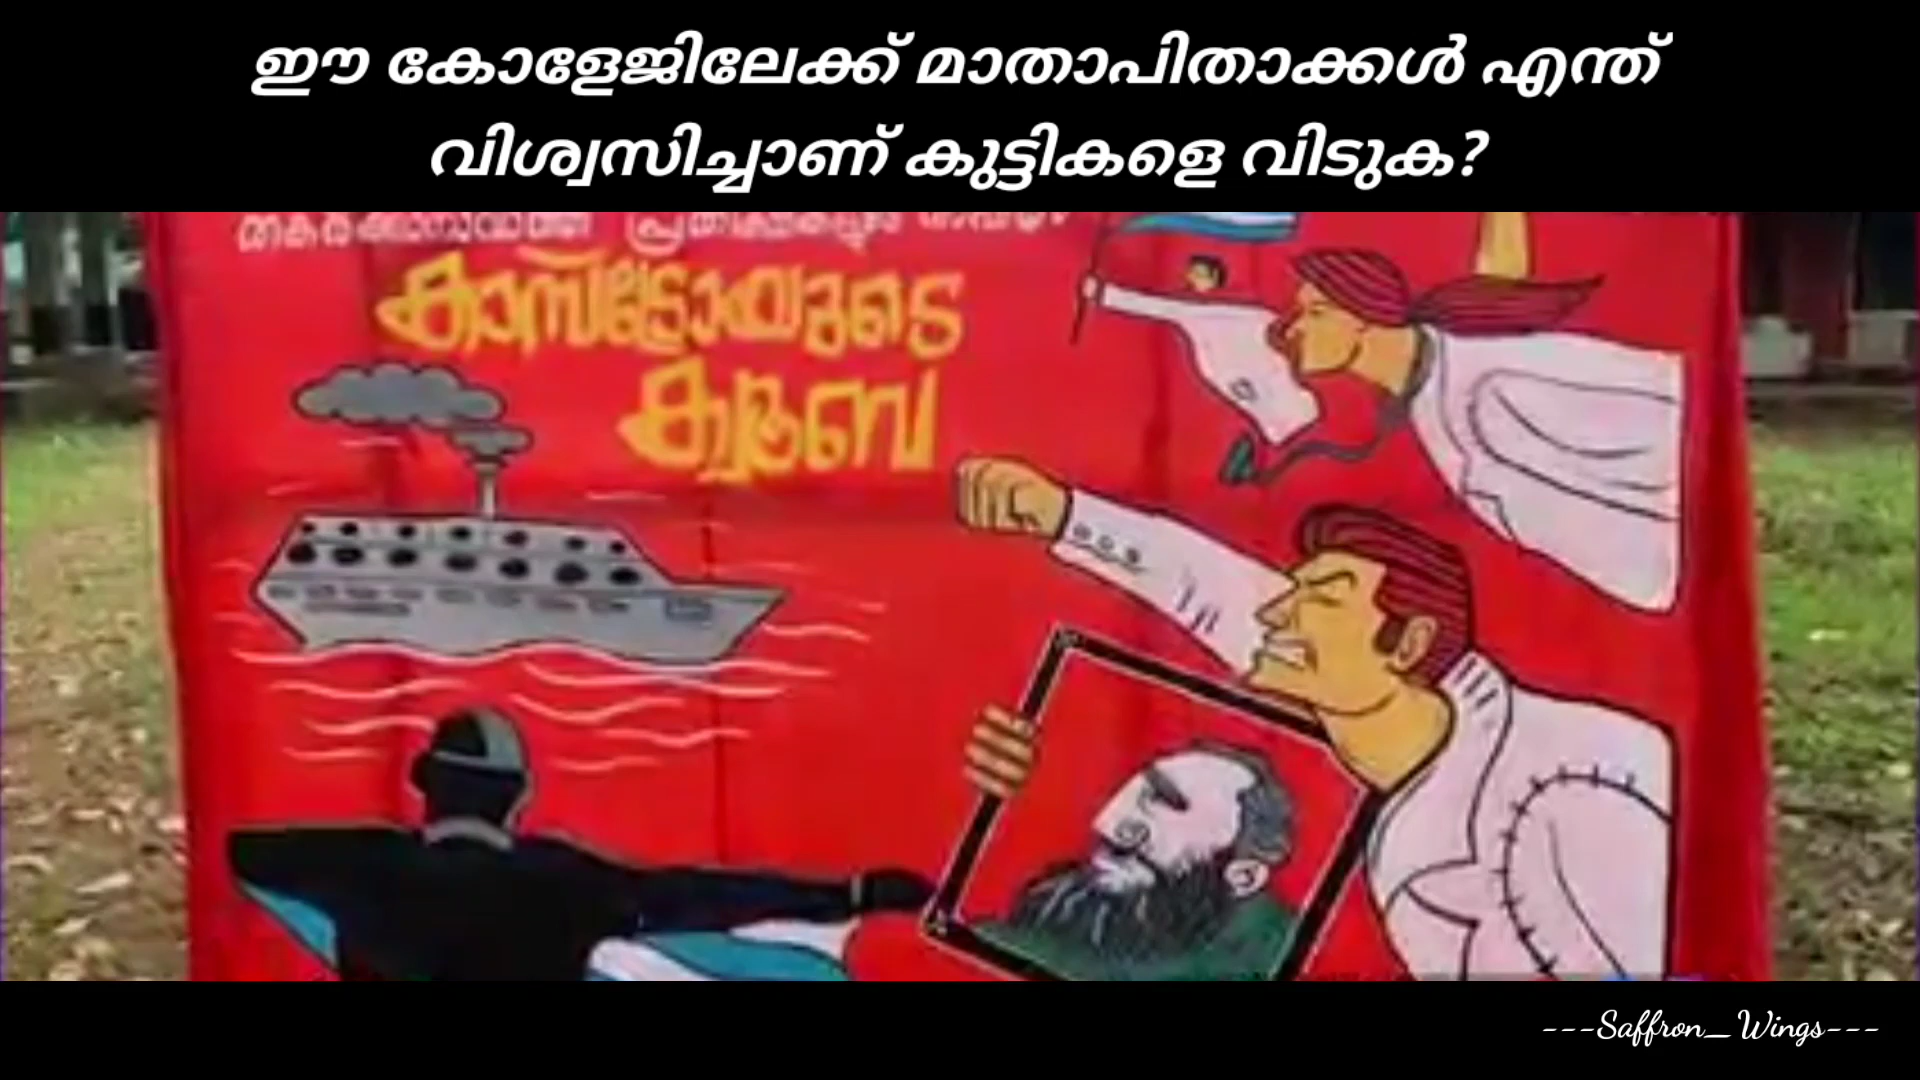 ഈ കോളേജിലേക്ക് മാതാപിതാക്കൾ എന്ത്
വിശ്വസിച്ചാണ് കുട്ടികളെ വിടുക?
കാസ്ട്രോയുടെ
ക്യൂബ
---Saffron_Wings---